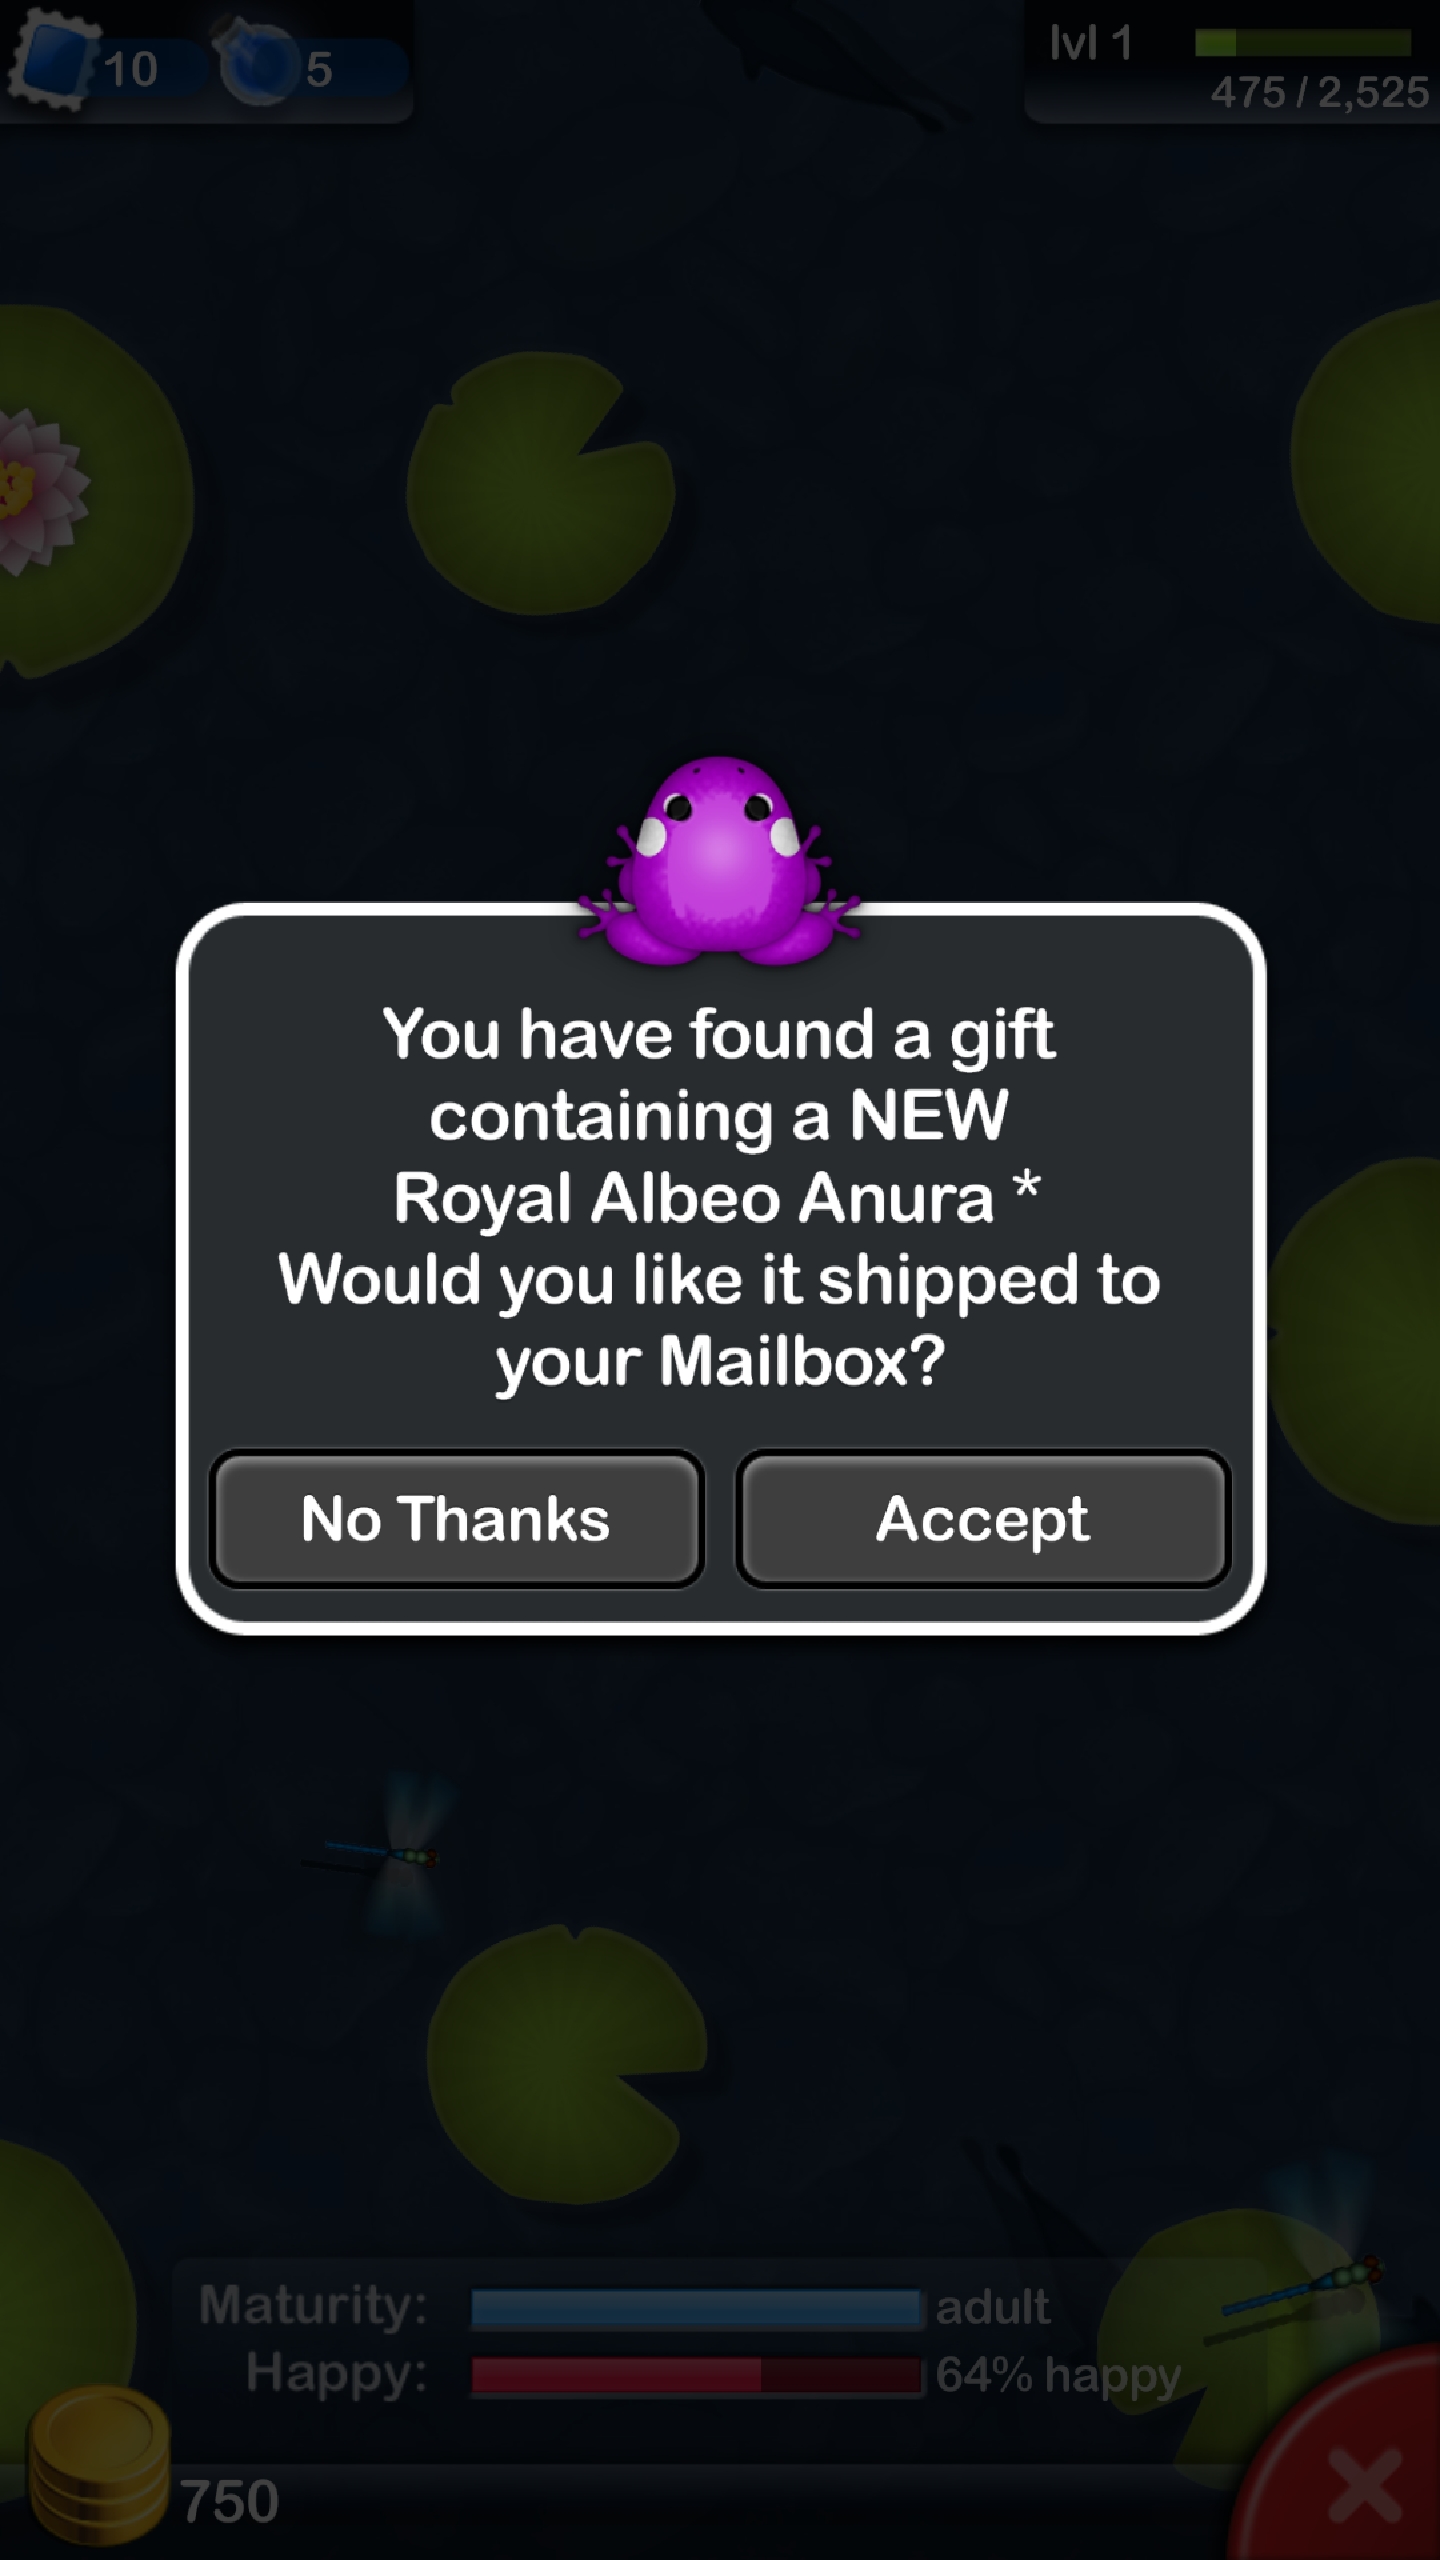 10
5
lvl 1
475 / 2,525
You have found a gift
containing a NEW
Royal Albeo Anura *
Would you like it shipped to
your Mailbox?
No Thanks
Accept
Maturity:
adult
Happy:
64% happy
750